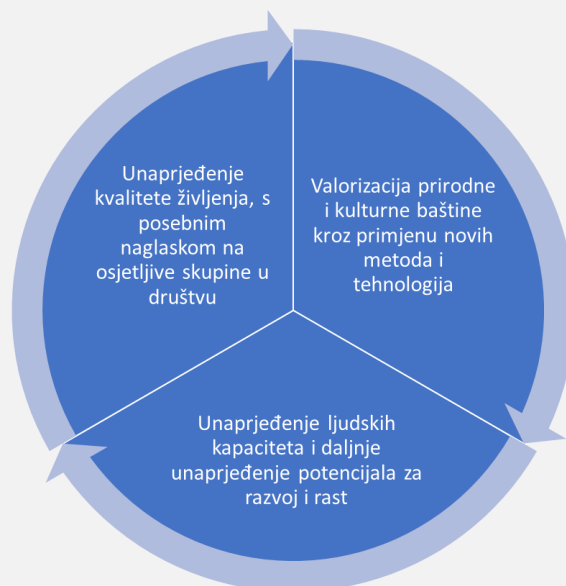 Unaprjeđenje
kvalitete življenja, s
posebnim
naglaskom na
osjetljive skupine u
društvu
Valorizacija prirodne
i kulturne baštine
kroz primjenu novih
metoda i
tehnologija
Unaprjeđenje ljudskih
kapaciteta i daljnje
unaprjeđenje potencijala za
razvoj i rast